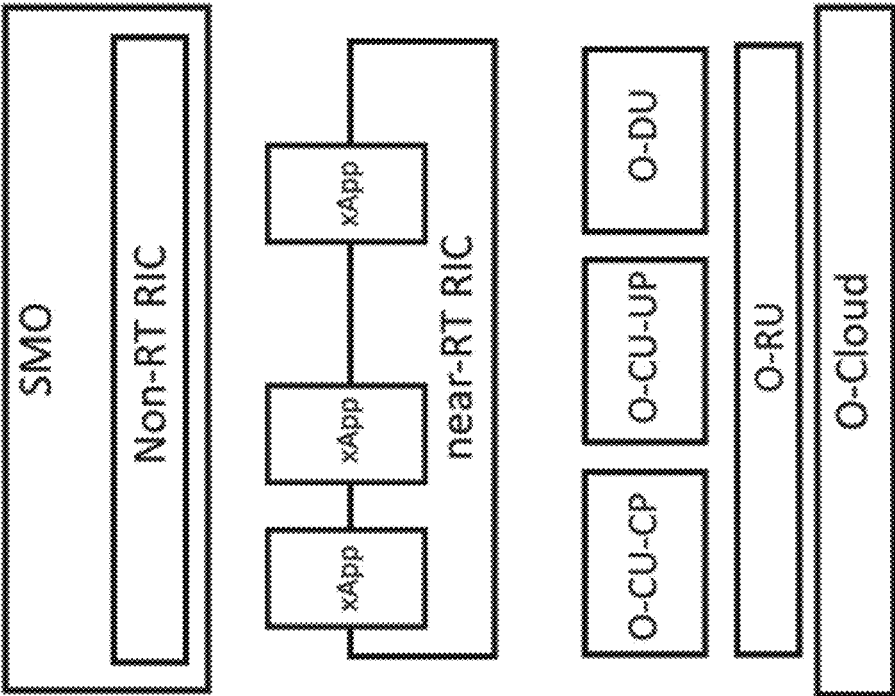 SMO
Non-RT RIC
xApp
xApp
xApp
near-RT RIC
O-CU-CP
O-CU-UP
O-DU
O-RU
O-Cloud